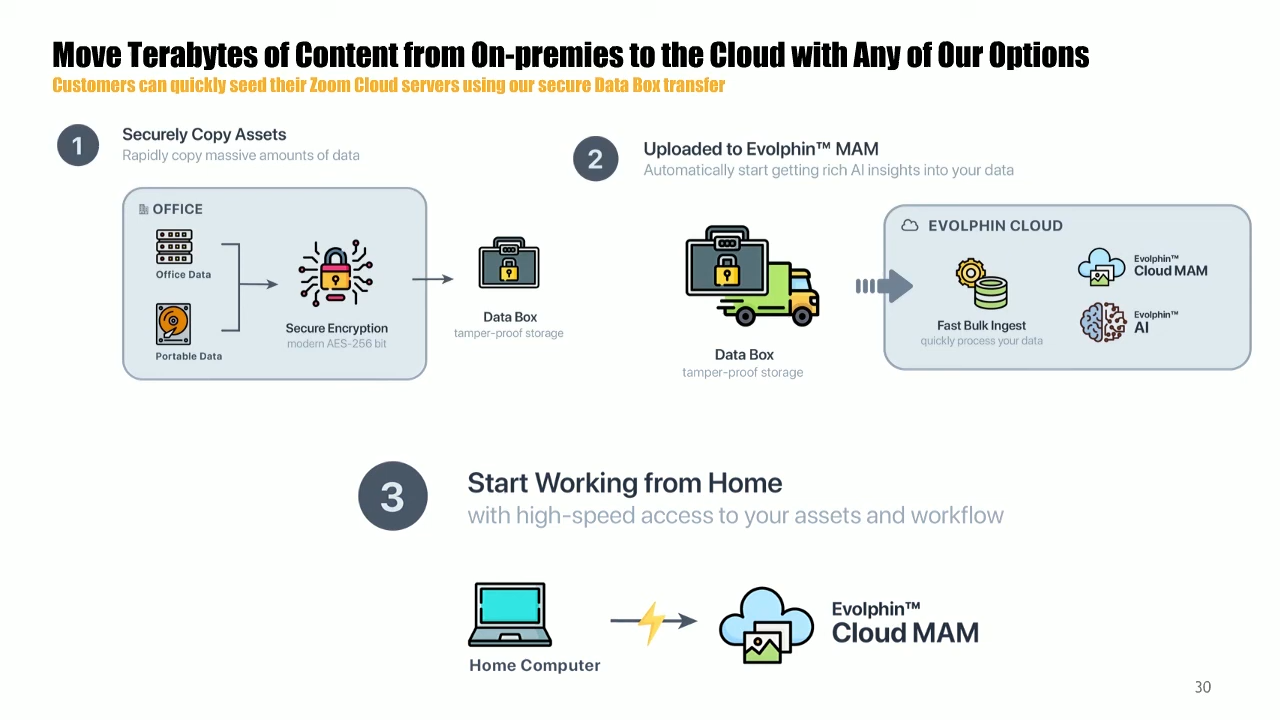 Move Terabytes of Content from On-premies to the Cloud with Any of Our Options
Customers can quickly seed their Zoom Cloud servers using our secure Data Box transfer
1
Securely Copy Assets
Rapidly copy massive amounts of data
OFFICE
Office Data
Portable Data
Secure Encryption
modern AES-256 bit
Data Box
tamper-proof storage
2
Uploaded to Evolphin™ MAM
Automatically start getting rich AI insights into your data
Data Box
tamper-proof storage
EVOLPHIN CLOUD
Fast Bulk Ingest
quickly process your data
Evolphin™
Cloud MAM
Evolphin™
AI
3
Start Working from Home
with high-speed access to your assets and workflow
Home Computer
Evolphin™
Cloud MAM
30